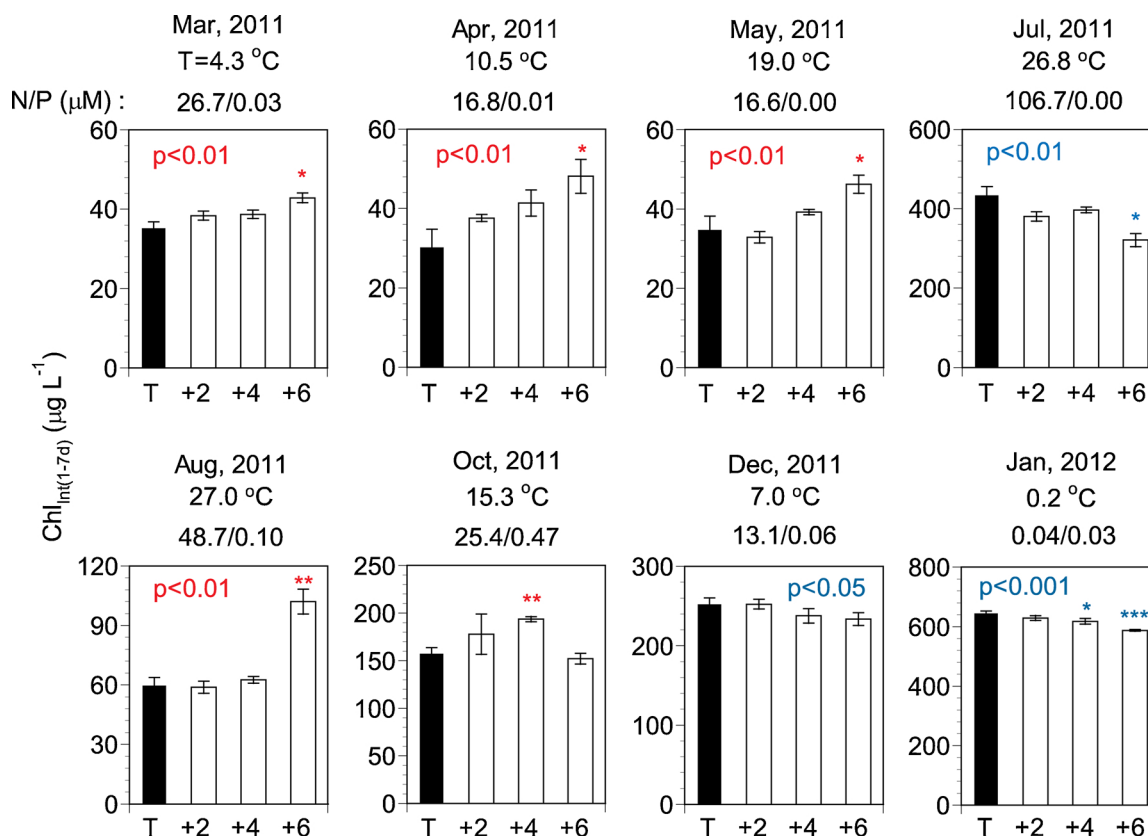 Mar, 2011
T=4.3 °C
N/P (μM) : 26.7/0.03
60
40
20
0
p<0.01
*
T +2 +4 +6
Apr, 2011
10.5 °C
16.8/0.01
60
40
20
0
p<0.01
*
T +2 +4 +6
May, 2011
19.0 °C
16.6/0.00
60
40
20
0
p<0.01
*
T +2 +4 +6
Jul, 2011
26.8 °C
106.7/0.00
600
400
200
0
p<0.01
*
T +2 +4 +6
Chl Int(1-7d) (μg L-1)
Aug, 2011
27.0 °C
48.7/0.10
120
90
60
30
0
p<0.01
**
T +2 +4 +6
Oct, 2011
15.3 °C
25.4/0.47
250
200
150
100
50
0
**
T +2 +4 +6
Dec, 2011
7.0 °C
13.1/0.06
300
200
100
0
p<0.05
T +2 +4 +6
Jan, 2012
0.2 °C
0.04/0.03
800
600
400
200
0
p<0.001
* ***
T +2 +4 +6